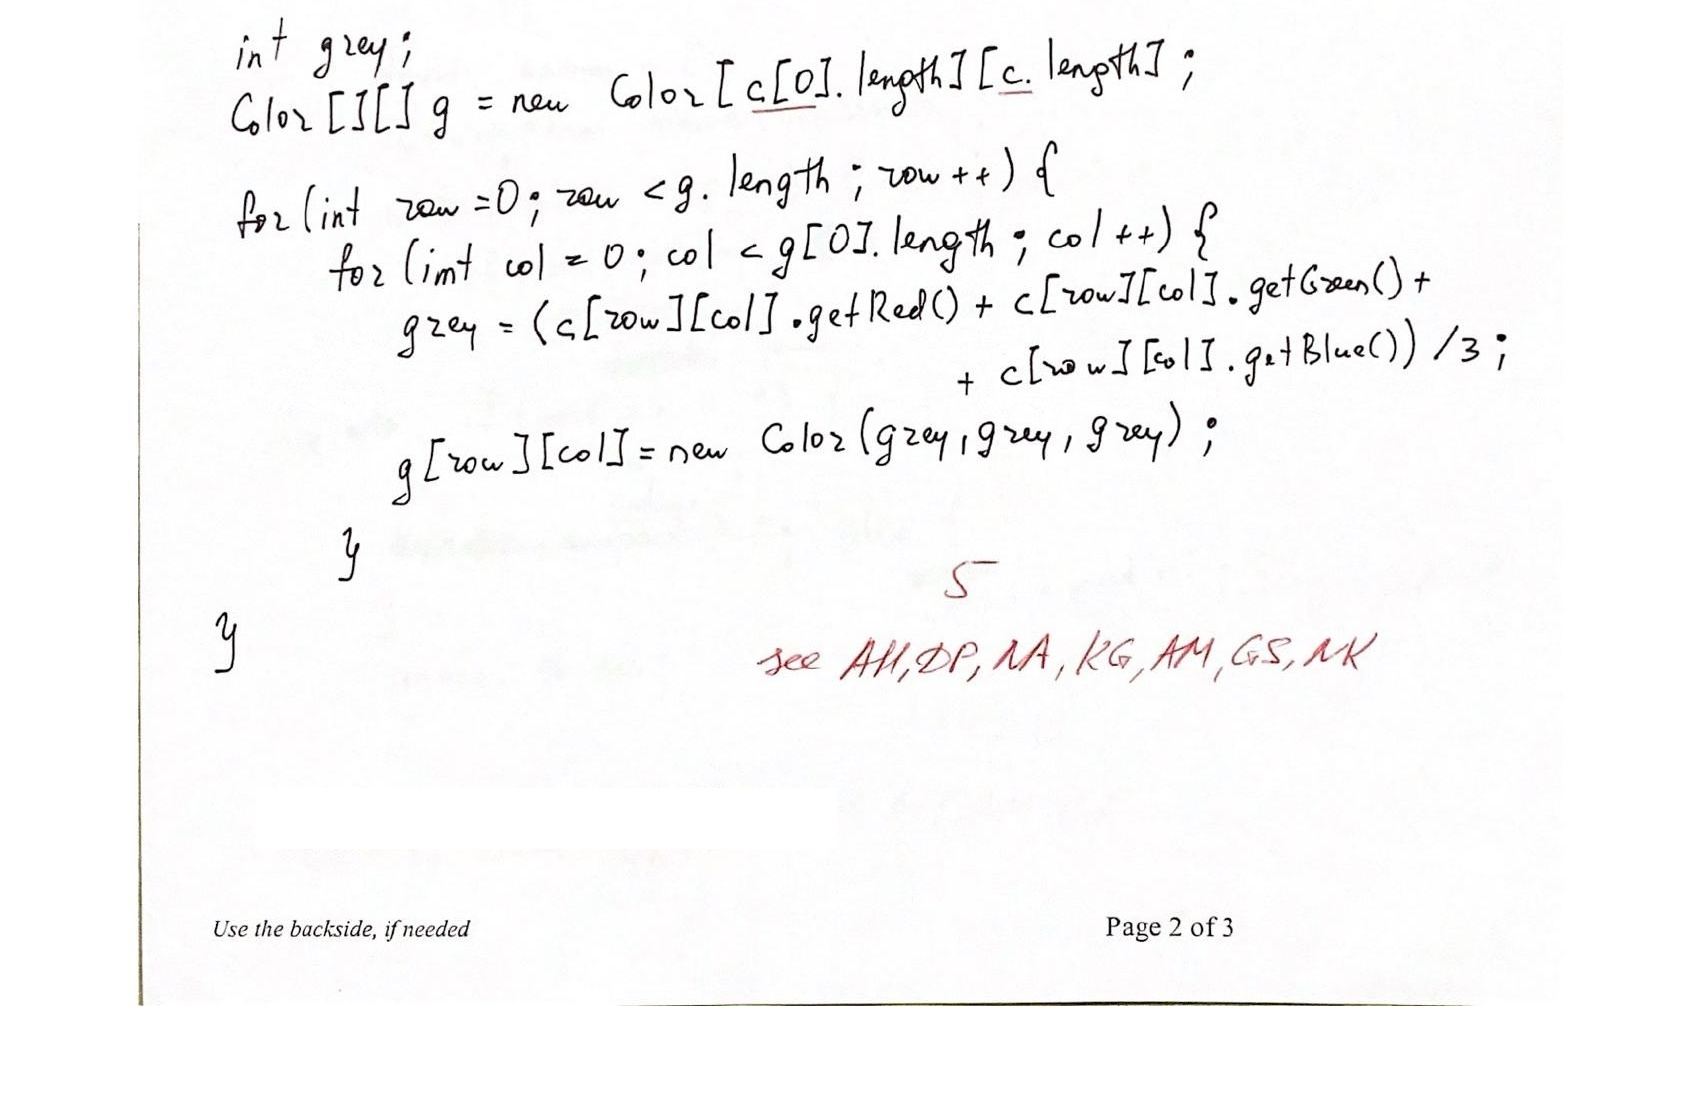 int grey;
Color[][] g = new Color[c[0].length][c.length];
for(int row=0; row<g.length; row++) {
for(int col=0; col<g[0].length; col++) {
grey = (c[row][col].getRed() + c[row][col].getGreen() +
+ c[row][col].getBlue()) /3;
g[row][col] = new Color(grey, grey, grey);
}
}
5
see AH, DP, NA, KG, AM, GS, NK
Use the backside, if needed
Page 2 of 3